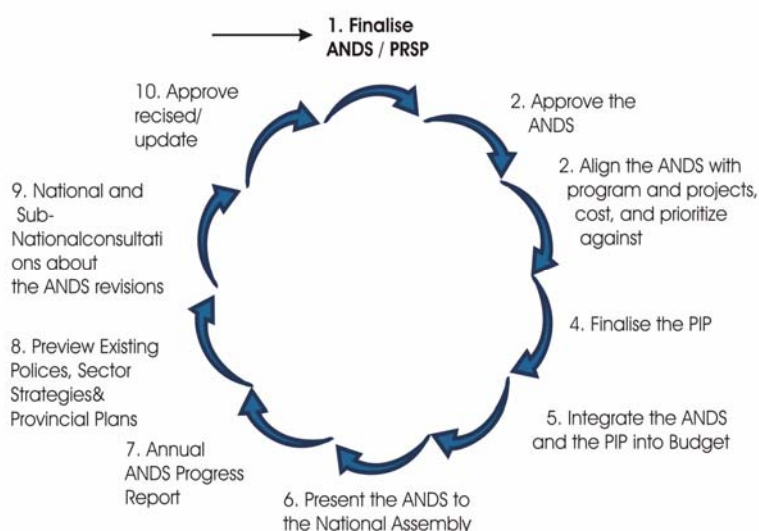 1. Finalise
ANDS / PRSP
2. Approve the
ANDS
2. Align the ANDS with
program and projects,
cost, and prioritize
against
4. Finalise the PIP
5. Integrate the ANDS
and the PIP into Budget
6. Present the ANDS to
the National Assembly
7. Annual
ANDS Progress
Report
8. Preview Existing
Polices, Sector
Strategies&
Provincial Plans
9. National and
Sub-
Nationalconsultati
ons about
the ANDS revisions
10. Approve
recised/
update